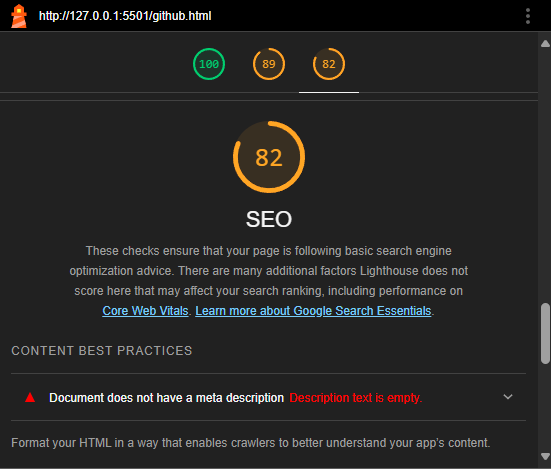 http://127.0.0.1:5501/github.html
100 89 82
82
SEO
These checks ensure that your page is following basic search engine
optimization advice. There are many additional factors Lighthouse does not
score here that may affect your search ranking, including performance on
Core Web Vitals. Learn more about Google Search Essentials.
CONTENT BEST PRACTICES
Document does not have a meta description Description text is empty.
Format your HTML in a way that enables crawlers to better understand your app's content.